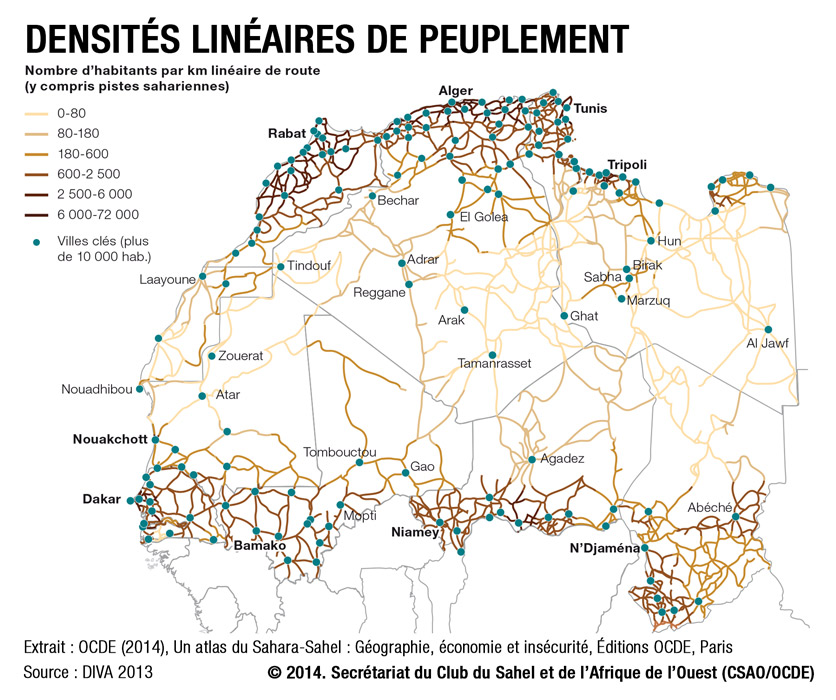 DENSITÉS LINÉAIRES DE PEUPLEMENT
Nombre d’habitants par km linéaire de route
(y compris pistes sahariennes)
0-80
80-180
180-600
600-2 500
2 500-6 000
6 000-72 000
Villes clés (plus
de 10 000 hab.)
Alger
Tunis
Rabat
Tripoli
Bechar
El Goléa
Hun
Laayoune
Tindouf
Adrar
Birak
Sabha
Reggane
Marzuq
Arak
Ghat
Al Jawf
Zouerat
Tamanrasset
Nouadhibou
Atar
Nouakchott
Tombouctou
Gao
Agadez
Dakar
Mopti
Abéché
Niamey
Bamako
N’Djaména
Extrait : OCDE (2014), Un atlas du Sahara-Sahel : Géographie, économie et insécurité, Éditions OCDE, Paris
Source : DIVA 2013
© 2014. Secrétariat du Club du Sahel et de l’Afrique de l’Ouest (CSAO/OCDE)